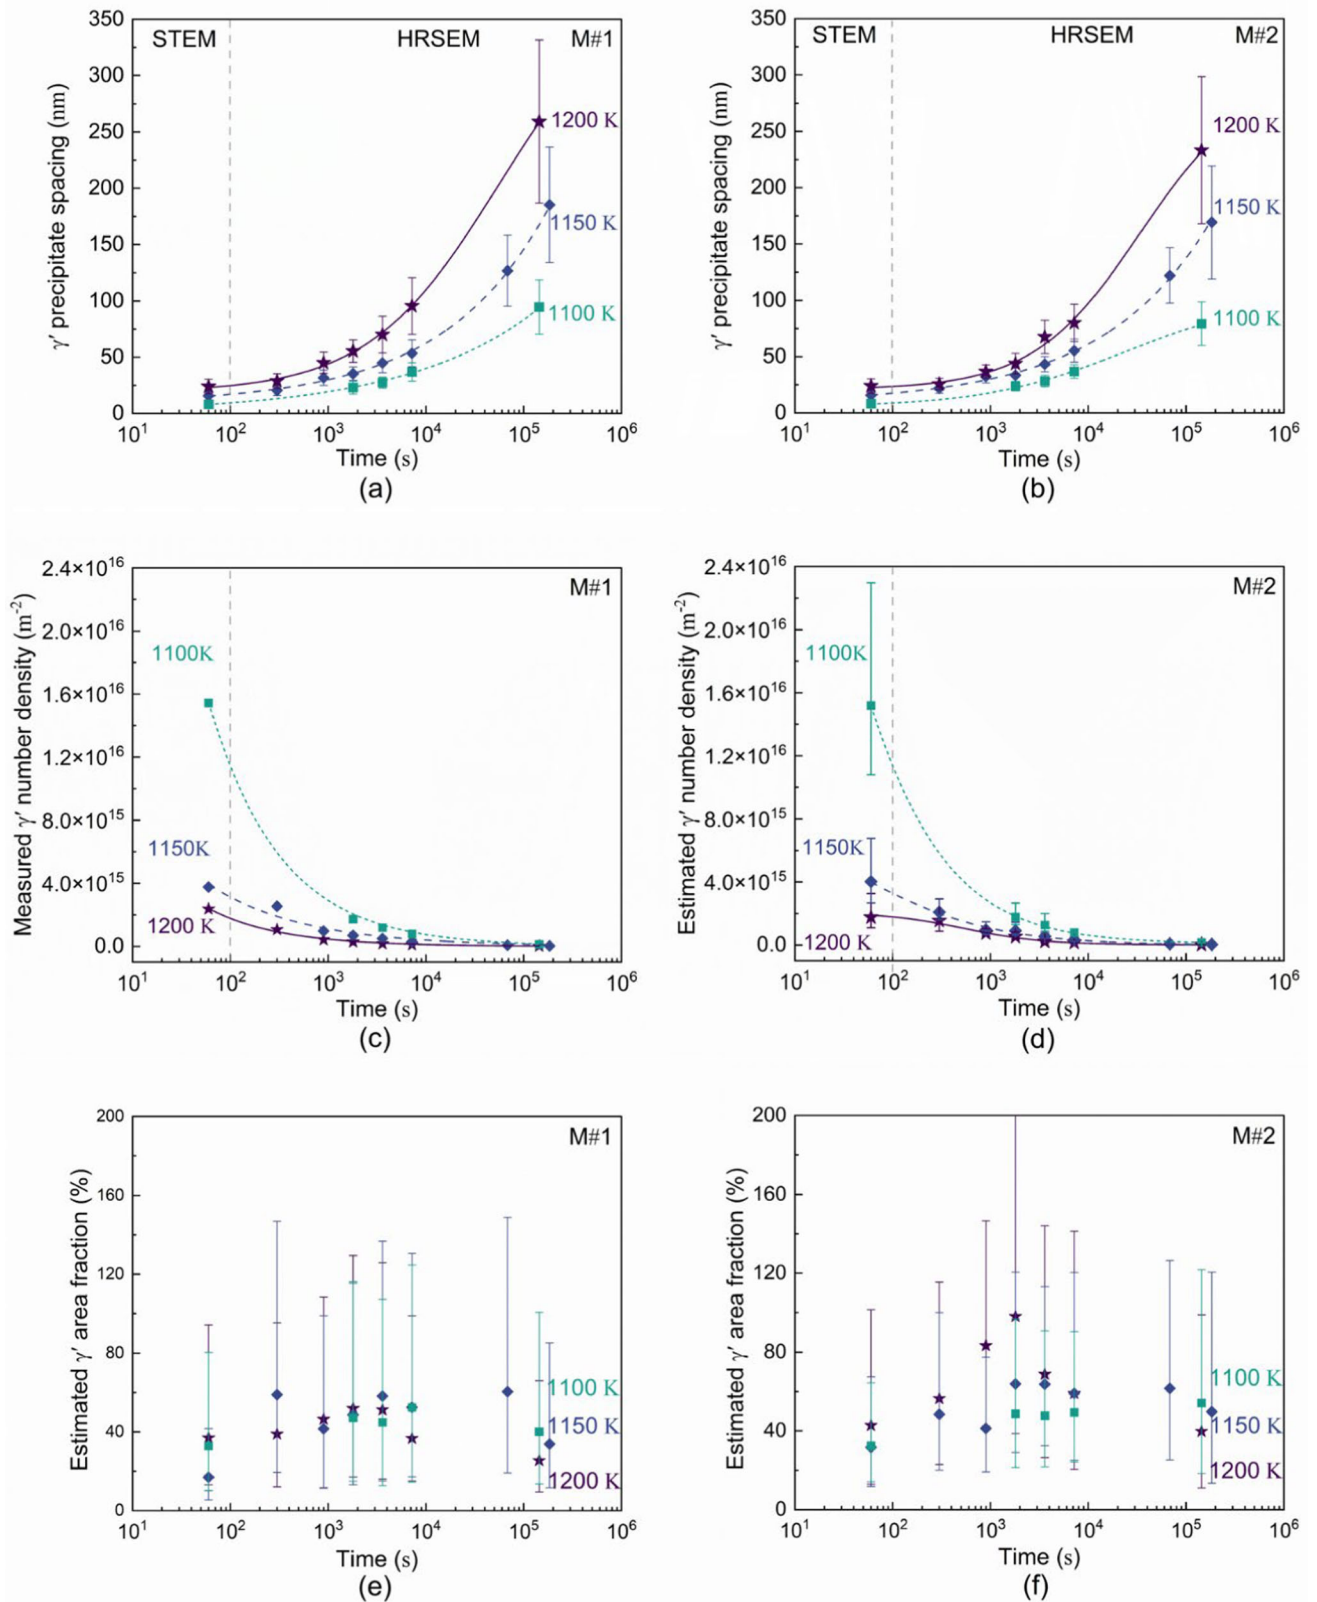 350
300
250
200
150
100
50
0
STEM
HRSEM
M#1
1200 K
1150 K
1100 K
γ′ precipitate spacing (nm)
10¹ 10² 10³ 10⁴ 10⁵ 10⁶
Time (s)
(a)
350
300
250
200
150
100
50
0
STEM
HRSEM
M#2
1200 K
1150 K
1100 K
γ′ precipitate spacing (nm)
10¹ 10² 10³ 10⁴ 10⁵ 10⁶
Time (s)
(b)
2.4×10¹⁶
2.0×10¹⁶
1.6×10¹⁶
1.2×10¹⁶
8.0×10¹⁵
4.0×10¹⁵
0.0
M#1
1100K
1150K
1200 K
Measured γ′ number density (m⁻²)
10¹ 10² 10³ 10⁴ 10⁵ 10⁶
Time (s)
(c)
2.4×10¹⁶
2.0×10¹⁶
1.6×10¹⁶
1.2×10¹⁶
8.0×10¹⁵
4.0×10¹⁵
0.0
M#2
1100K
1150K
1200 K
Estimated γ′ number density (m⁻²)
10¹ 10² 10³ 10⁴ 10⁵ 10⁶
Time (s)
(d)
200
160
120
80
40
0
M#1
1100 K
1150 K
1200 K
Estimated γ′ area fraction (%)
10¹ 10² 10³ 10⁴ 10⁵ 10⁶
Time (s)
(e)
200
160
120
80
40
0
M#2
1100 K
1150 K
1200 K
Estimated γ′ area fraction (%)
10¹ 10² 10³ 10⁴ 10⁵ 10⁶
Time (s)
(f)